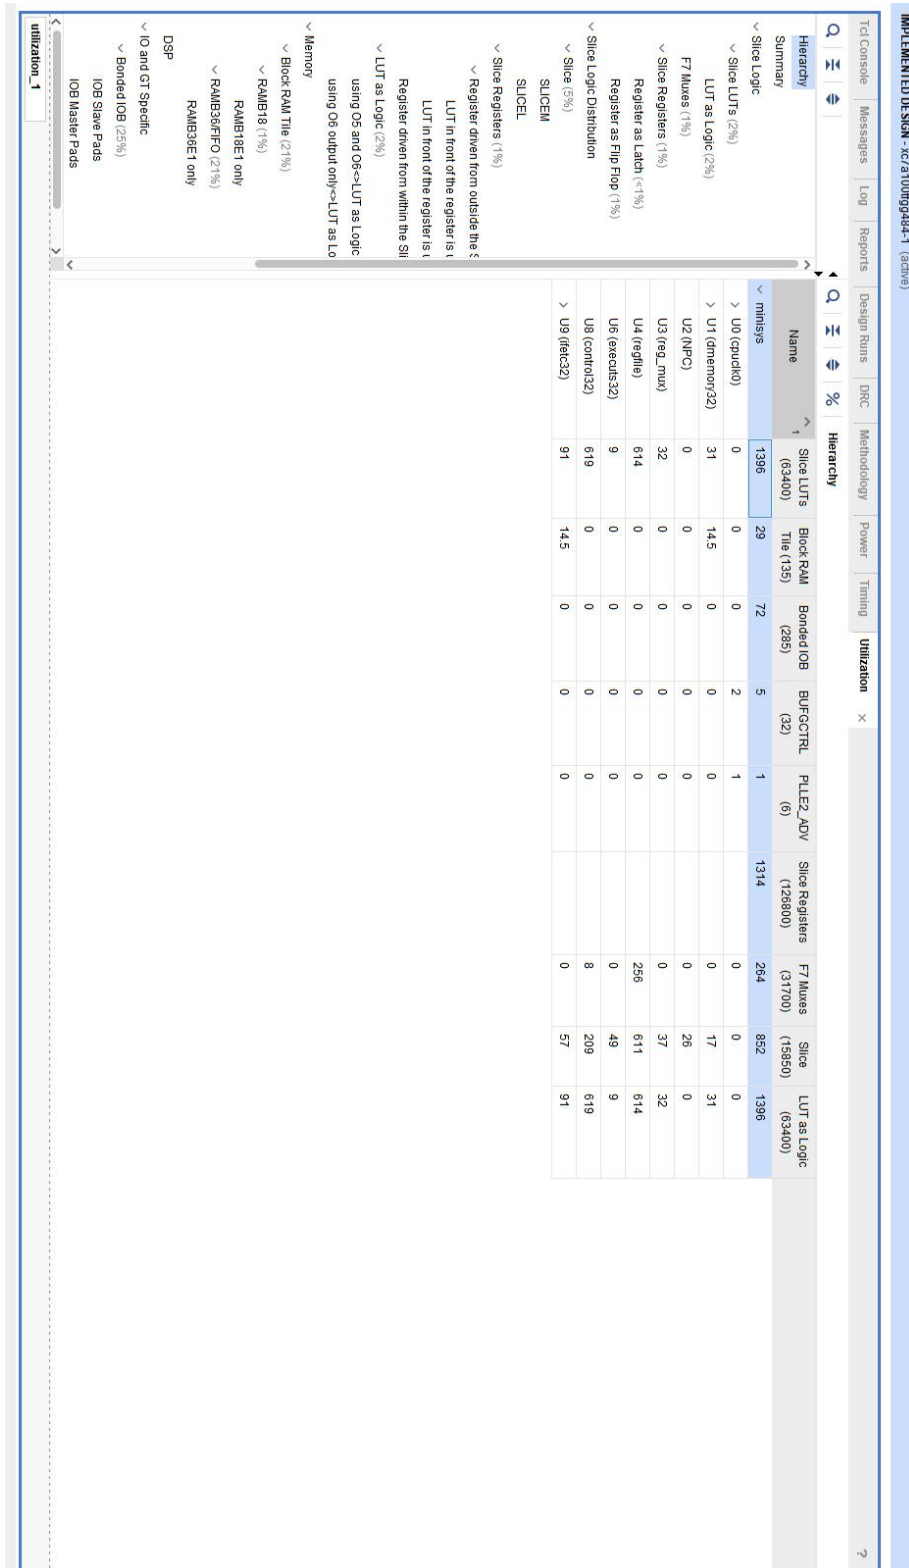 IMPLEMENTED DESIGN - xc7a100tfgg484-1 (active)
Tcl Console Messages Log Reports Design Runs DRC Methodology Power Timing Utilization × ?
% Hierarchy
Hierarchy
Summary
Slice Logic
Slice LUTs (2%)
LUT as Logic (2%)
F7 Muxes (1%)
Slice Registers (1%)
Register as Latch (<1%)
Register as Flip Flop (1%)
Slice Logic Distribution
Slice (5%)
SLICEM
SLICEL
Slice Registers (1%)
Register driven from outside the S
LUT in front of the register is u
LUT in front of the register is u
Register driven from within the Sli
LUT as Logic (2%)
using O5 and O6<>LUT as Logic
using O6 output only<>LUT as Lo
Memory
Block RAM Tile (21%)
RAMB18 (1%)
RAMB18E1 only
RAMB36/FIFO (21%)
RAMB36E1 only
DSP
IO and GT Specific
Bonded IOB (25%)
IOB Slave Pads
IOB Master Pads
Name 1 Slice LUTs (63400) Block RAM Tile (135) Bonded IOB (285) BUFGCTRL (32) PLLE2_ADV (6) Slice Registers (126800) F7 Muxes (31700) Slice (15850) LUT as Logic (63400)
minisys 1396 29 72 5 1 1314 264 852 1396
U0 (cpuclk0) 0 0 0 2 1 0 0 0
U1 (dmemory32) 31 14.5 0 0 0 0 17 31
U2 (NPC) 0 0 0 0 0 0 26 0
U3 (reg_mux) 32 0 0 0 0 0 37 32
U4 (regfile) 614 0 0 0 0 256 611 614
U6 (executs32) 9 0 0 0 0 0 49 9
U8 (control32) 619 0 0 0 0 8 209 619
U9 (ifetc32) 91 14.5 0 0 0 0 57 91
utilization_1